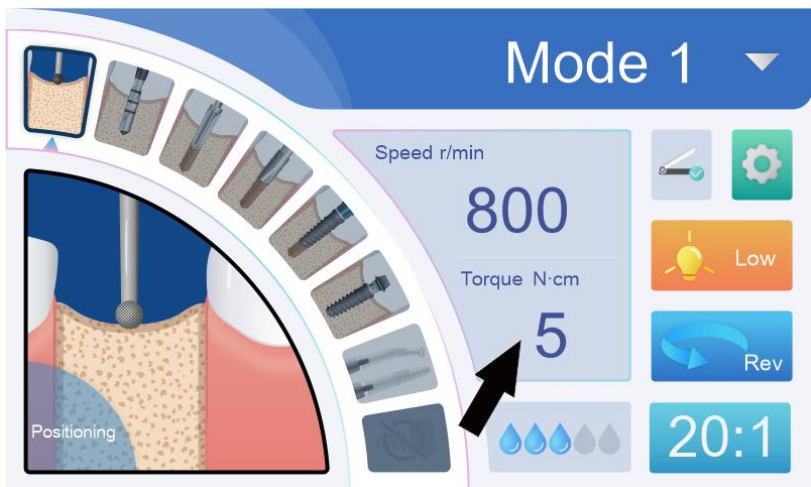 Mode 1
Speed r/min
800
Torque N·cm
5
Low
Rev
Positioning
20:1